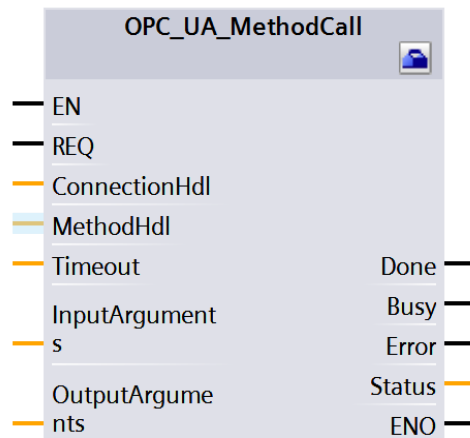 OPC_UA_MethodCall
EN
REQ
ConnectionHdl
MethodHdl
Timeout
Done
InputArgument
s
Busy
Error
OutputArgume
nts
Status
ENO